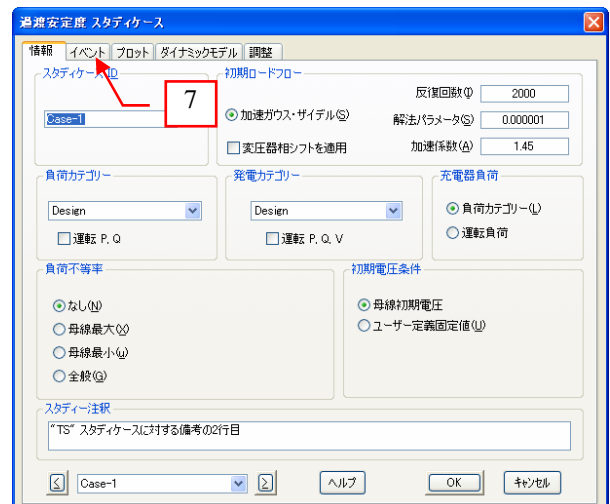 過渡安定度 スタディケース
情報 イベント プロット ダイナミックモデル 調整
スタディケース ID
Case-1
7
初期ロードフロー
加速ガウス・ザイデル(S)
変圧器相シフトを適用
反復回数(I) 2000
解法パラメータ(S) 0.000001
加速係数(A) 1.45
負荷カテゴリー
Design
運転 P, Q
発電カテゴリー
Design
運転 P, Q, V
充電器負荷
負荷カテゴリー(L)
運転負荷
負荷不等率
なし(N)
母線最大(X)
母線最小(u)
全般(G)
初期電圧条件
母線初期電圧
ユーザー定義固定値(U)
スタディー注釈
"TS" スタディケースに対する備考の2行目
< Case-1 > ヘルプ OK キャンセル